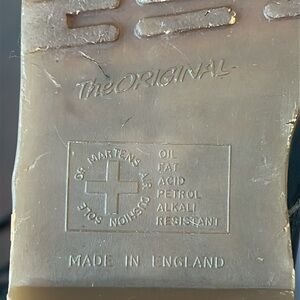 The ORIGINAL
DR MARTENS AIR CUSHION SOLE
OIL
FAT
ACID
PETROL
ALKALI
RESISTANT
MADE IN ENGLAND